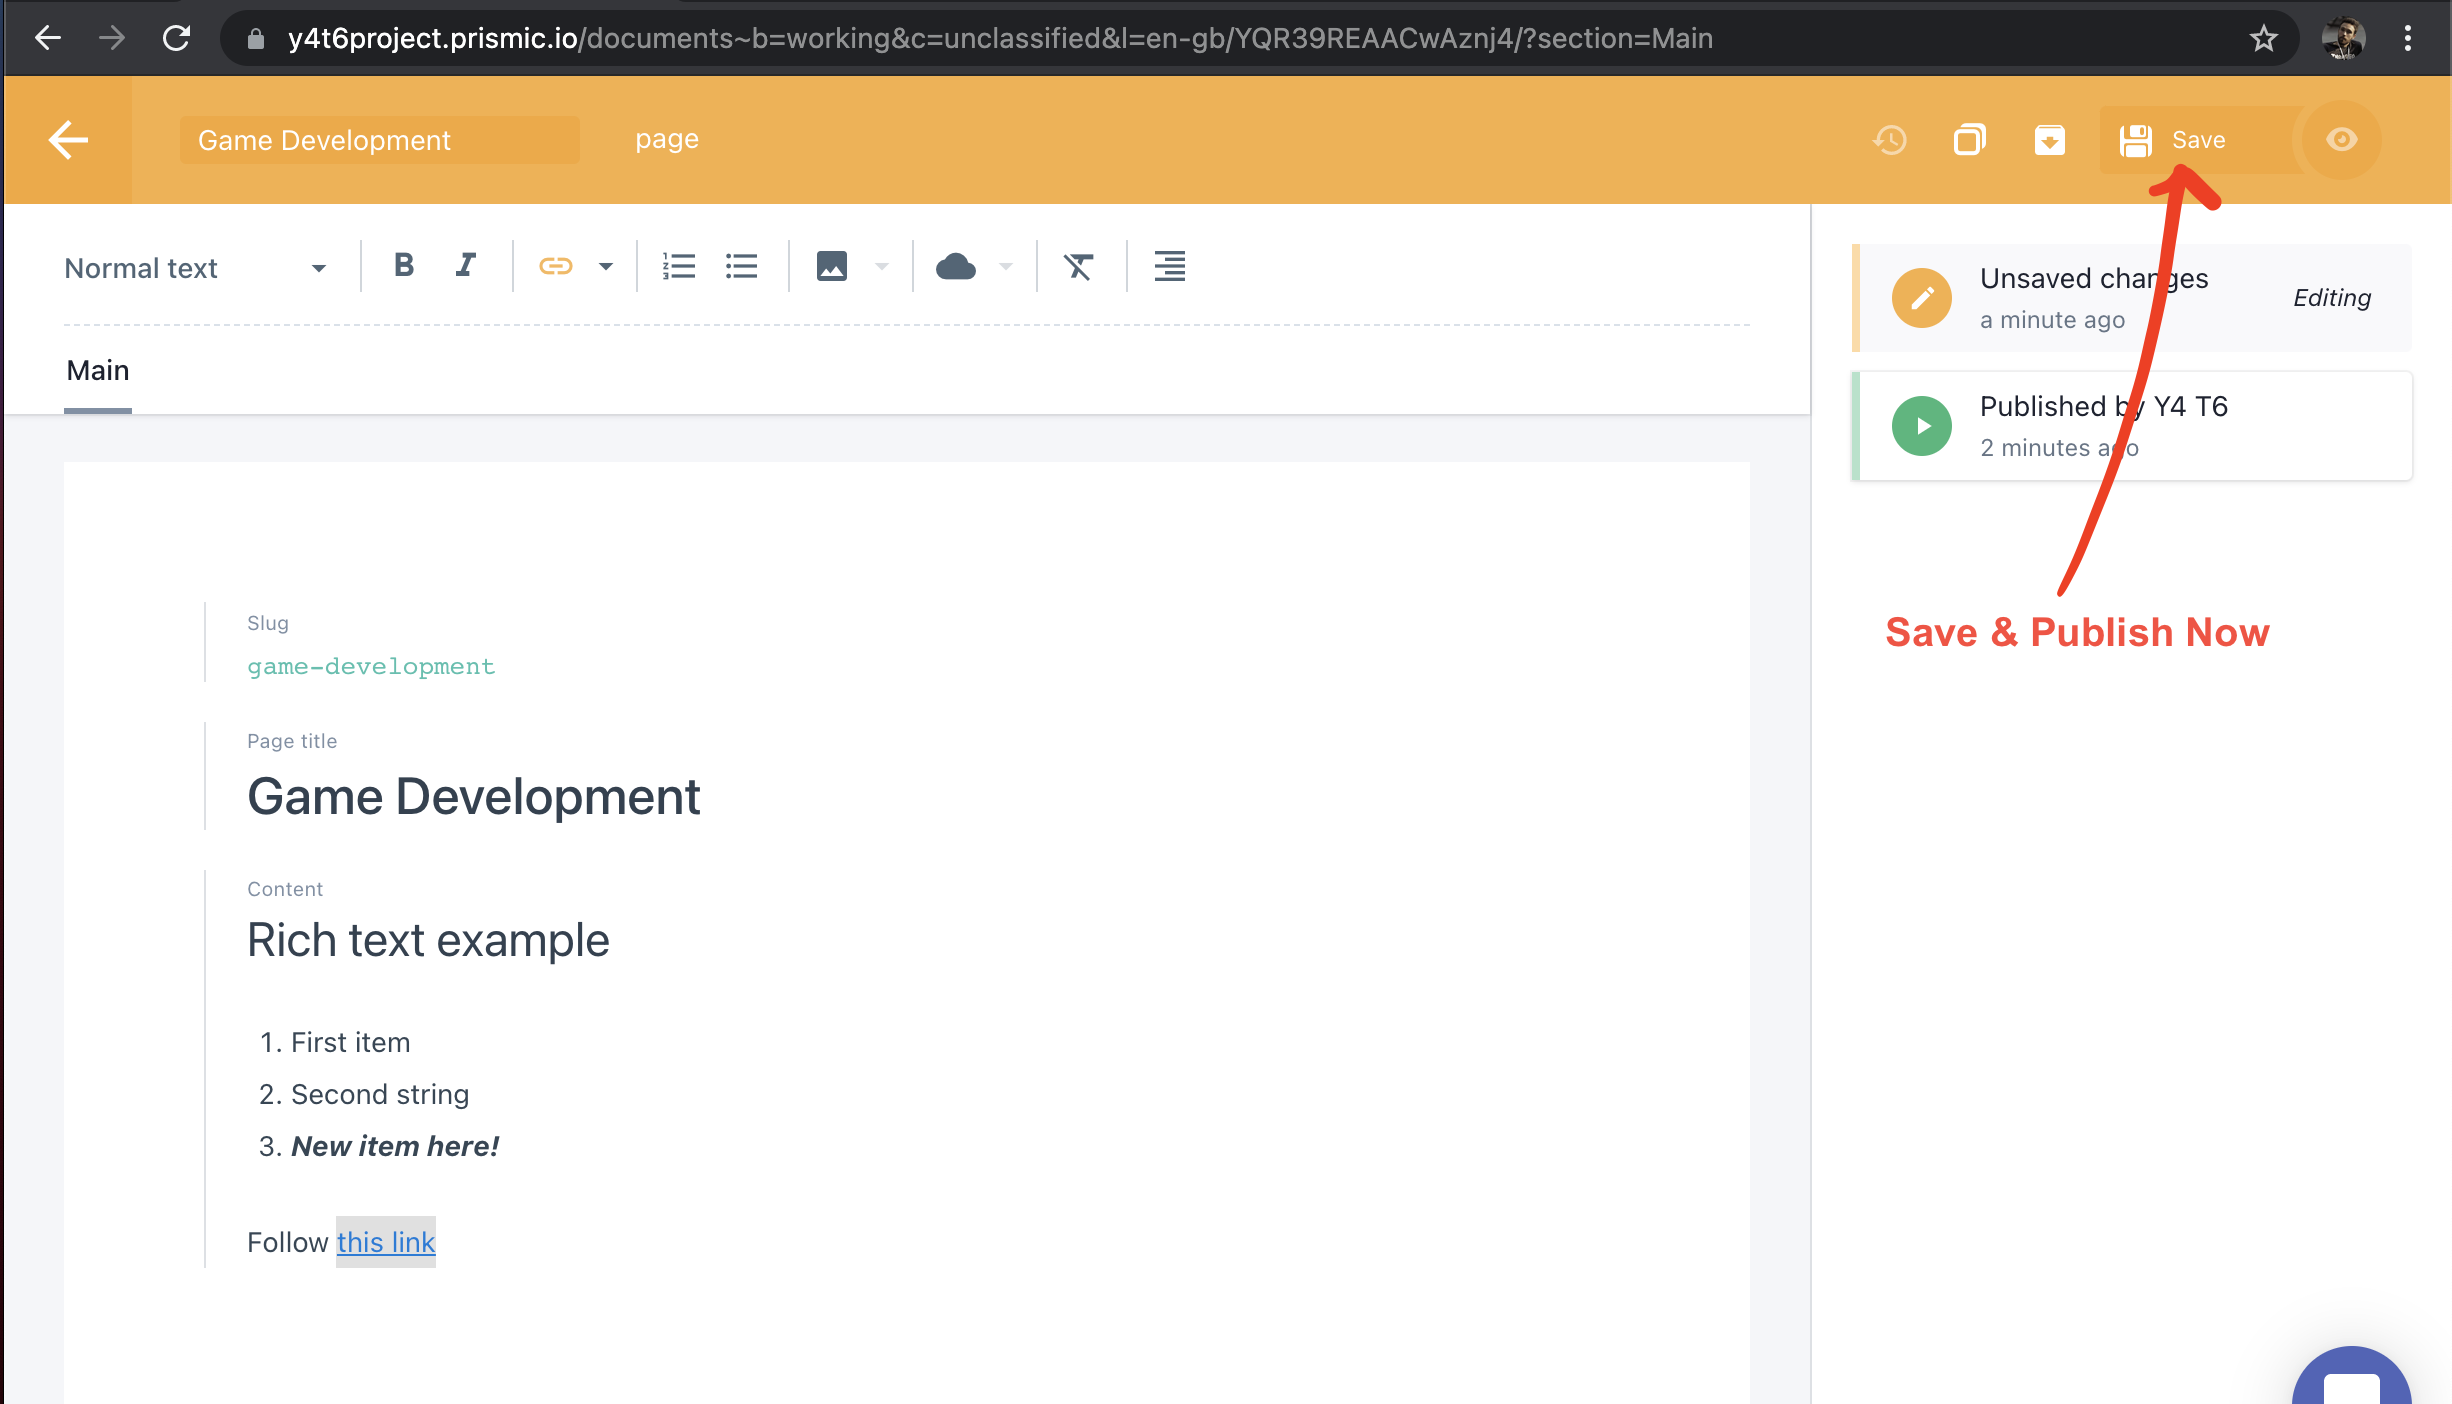 y4t6project.prismic.io/documents~b=working&c=unclassified&l=en-gb/YQR39REAACwAznj4/?section=Main
Game Development
page
Save
Normal text
B I
Main
Unsaved changes
a minute ago
Editing
Published by Y4 T6
2 minutes ago
Save & Publish Now
Slug
game-development
Page title
Game Development
Content
Rich text example
1. First item
2. Second string
3. New item here!
Follow this link